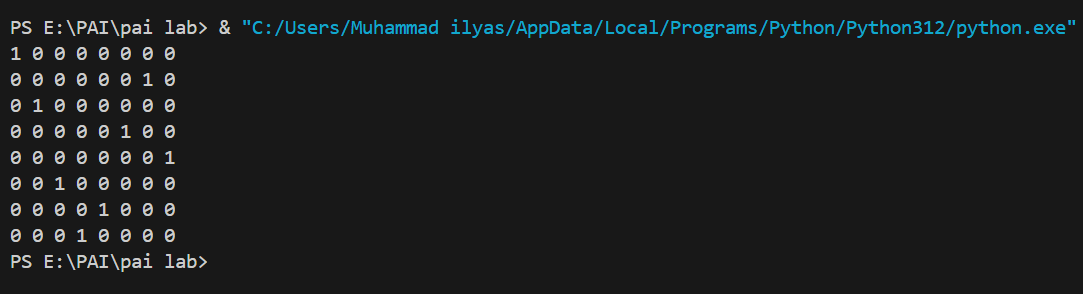 PS E:\PAI\pai lab> & "C:/Users/Muhammad ilyas/AppData/Local/Programs/Python/Python312/python.exe"
1 0 0 0 0 0 0 0
0 0 0 0 0 0 1 0
0 1 0 0 0 0 0 0
0 0 0 0 0 1 0 0
0 0 0 0 0 0 0 1
0 0 1 0 0 0 0 0
0 0 0 0 1 0 0 0
0 0 0 1 0 0 0 0
PS E:\PAI\pai lab>